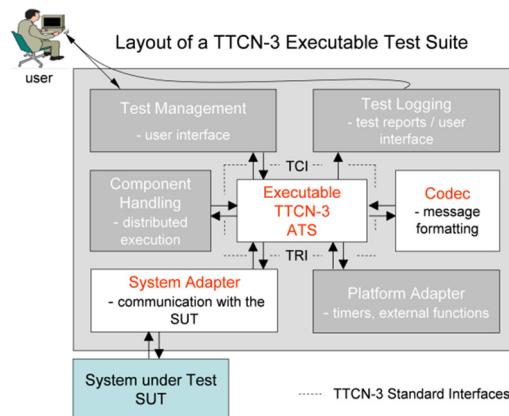 Layout of a TTCN-3 Executable Test Suite
user
Test Management
- user interface
Test Logging
- test reports / user
interface
TCI
Component
Handling
- distributed
execution
Executable
TTCN-3
ATS
Codec
- message
formatting
TRI
System Adapter
- communication with the
SUT
Platform Adapter
- timers, external functions
System under Test
SUT
TTCN-3 Standard Interfaces